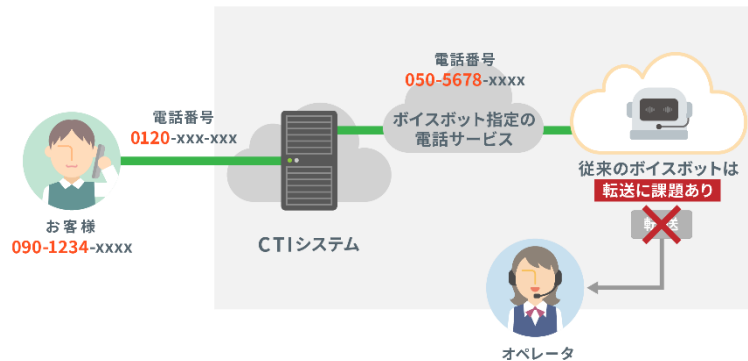 電話番号
050-5678-xxxx
電話番号
0120-xxx-xxx
ボイスボット指定の
電話サービス
従来のボイスボットは
転送に課題あり
転送
お客様
090-1234-xxxx
CTIシステム
オペレータ